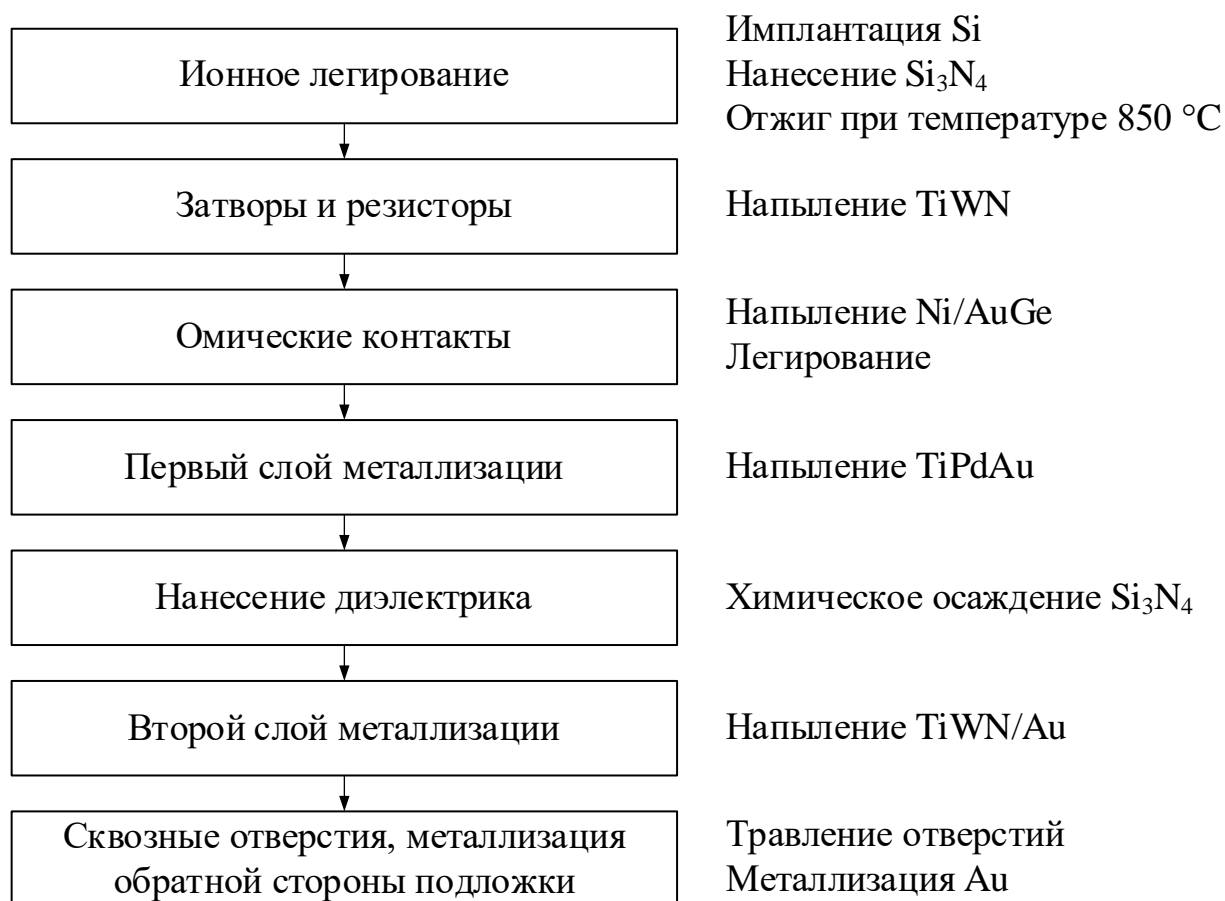 Ионное легирование
Имплантация Si
Нанесение Si₃N₄
Отжиг при температуре 850 °C
Затворы и резисторы
Напыление TiWN
Омические контакты
Напыление Ni/AuGe
Легирование
Первый слой металлизации
Напыление TiPdAu
Нанесение диэлектрика
Химическое осаждение Si₃N₄
Второй слой металлизации
Напыление TiWN/Au
Сквозные отверстия, металлизация
обратной стороны подложки
Травление отверстий
Металлизация Au